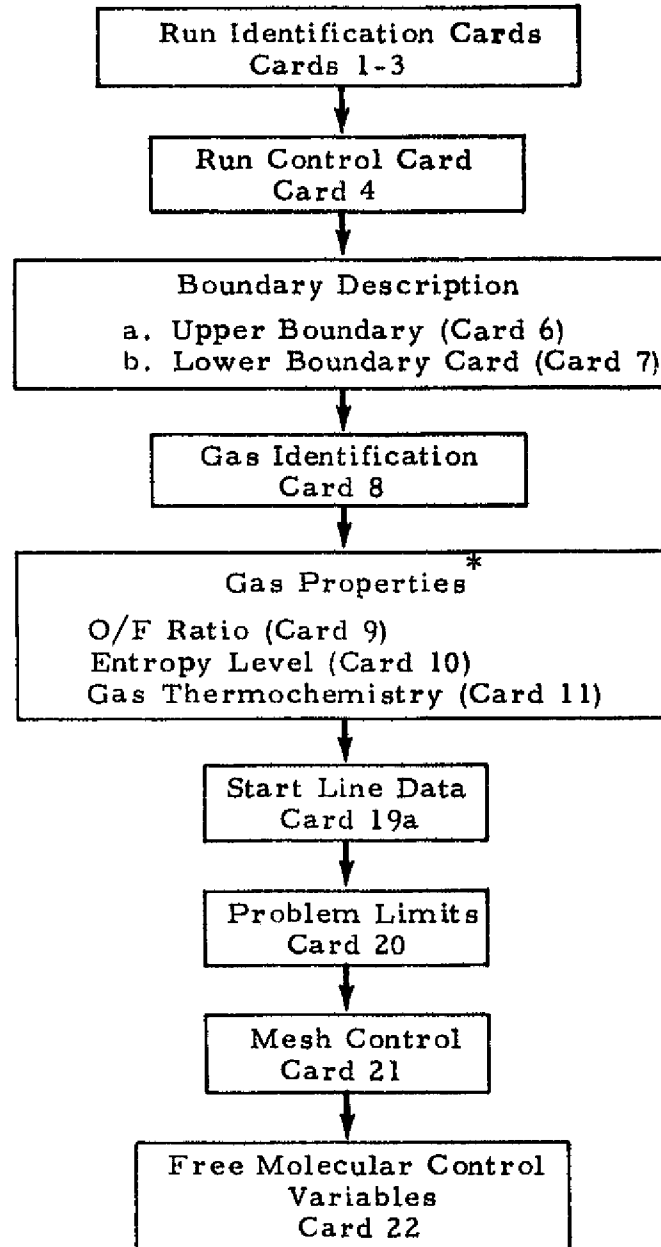 Run Identification Cards
Cards 1-3
Run Control Card
Card 4
Boundary Description
a. Upper Boundary (Card 6)
b. Lower Boundary Card (Card 7)
Gas Identification
Card 8
Gas Properties*
O/F Ratio (Card 9)
Entropy Level (Card 10)
Gas Thermochemistry (Card 11)
Start Line Data
Card 19a
Problem Limits
Card 20
Mesh Control
Card 21
Free Molecular Control
Variables
Card 22